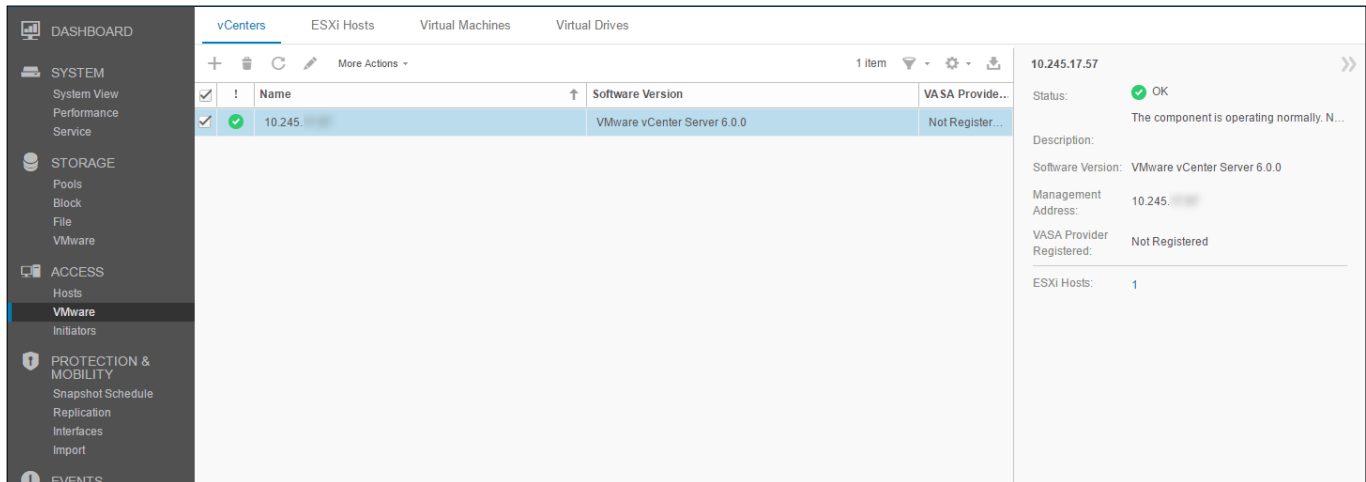 DASHBOARD
SYSTEM
System View
Performance
Service
STORAGE
Pools
Block
File
VMware
ACCESS
Hosts
VMware
Initiators
PROTECTION &
MOBILITY
Snapshot Schedule
Replication
Interfaces
Import
EVENTS
vCenters ESXi Hosts Virtual Machines Virtual Drives
More Actions 1 item
! Name Software Version VASA Provide...
10.245. VMware vCenter Server 6.0.0 Not Register...
10.245.17.57
Status: OK
The component is operating normally. N...
Description:
Software Version: VMware vCenter Server 6.0.0
Management
Address: 10.245.
VASA Provider
Registered: Not Registered
ESXi Hosts: 1